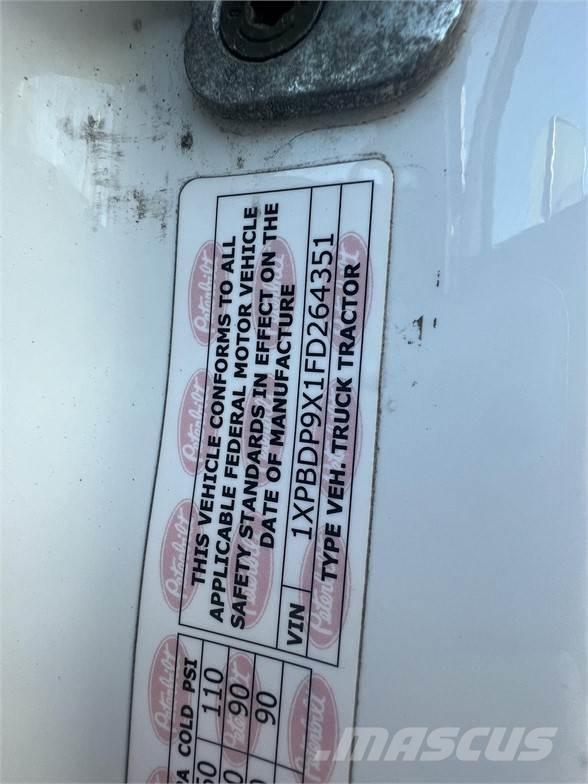 THIS VEHICLE CONFORMS TO ALL
APPLICABLE FEDERAL MOTOR VEHICLE
SAFETY STANDARDS IN EFFECT ON THE
DATE OF MANUFACTURE
VIN 1XPBDP9X1FD264351
TYPE VEH. TRUCK TRACTOR
COLD PSI
110
90
90
Peterbilt
MASCUS